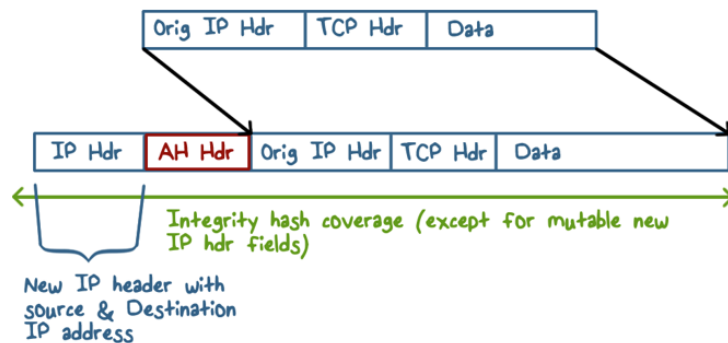 Orig IP Hdr TCP Hdr Data
IP Hdr AH Hdr Orig IP Hdr TCP Hdr Data
Integrity hash coverage (except for mutable new
IP hdr fields)
New IP header with
source & Destination
IP address